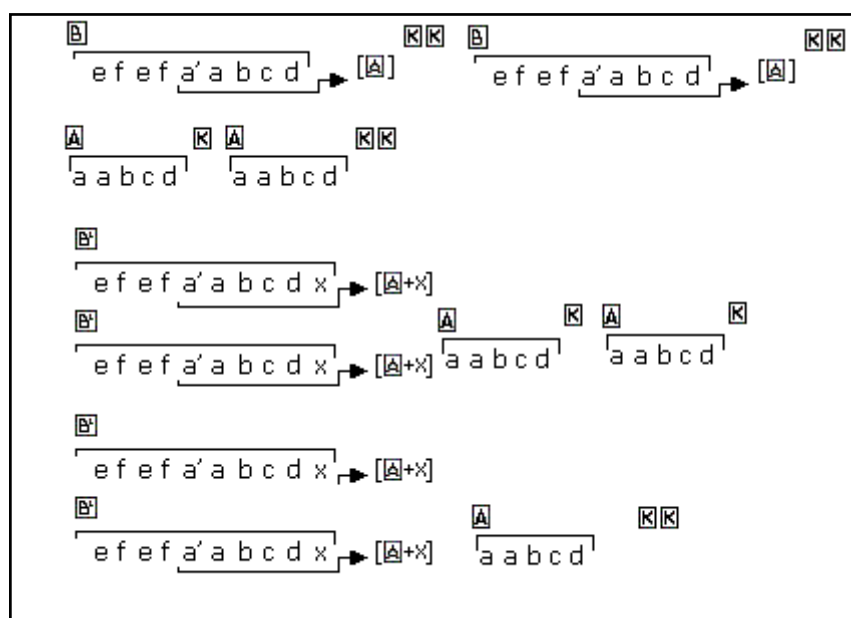 B KK B KK
e f e f a' a b c d [A] e f e f a' a b c d [A]
A K A KK
a a b c d a a b c d
B'
e f e f a' a b c d x [A+x]
B' A K A K
e f e f a' a b c d x [A+x] a a b c d a a b c d
B'
e f e f a' a b c d x [A+x]
B' A KK
e f e f a' a b c d x [A+x] a a b c d